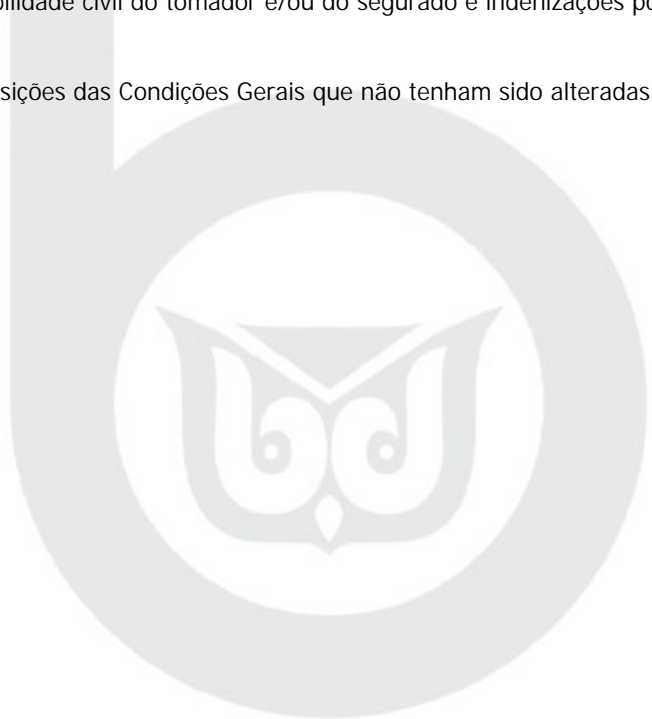 bilidade civil do tomador e/ou do segurado e indenizações po
sições das Condições Gerais que não tenham sido alteradas